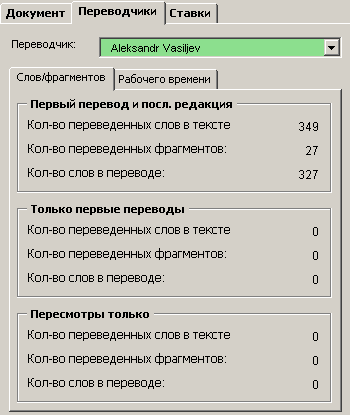 Документ Переводчики Ставки
Переводчик: Aleksandr Vasiljev
Слов/фрагментов Рабочего времени
Первый перевод и посл. редакция
Кол-во переведенных слов в тексте 349
Кол-во переведенных фрагментов: 27
Кол-во слов в переводе: 327
Только первые переводы
Кол-во переведенных слов в тексте 0
Кол-во переведенных фрагментов: 0
Кол-во слов в переводе: 0
Пересмотры только
Кол-во переведенных слов в тексте 0
Кол-во переведенных фрагментов: 0
Кол-во слов в переводе: 0